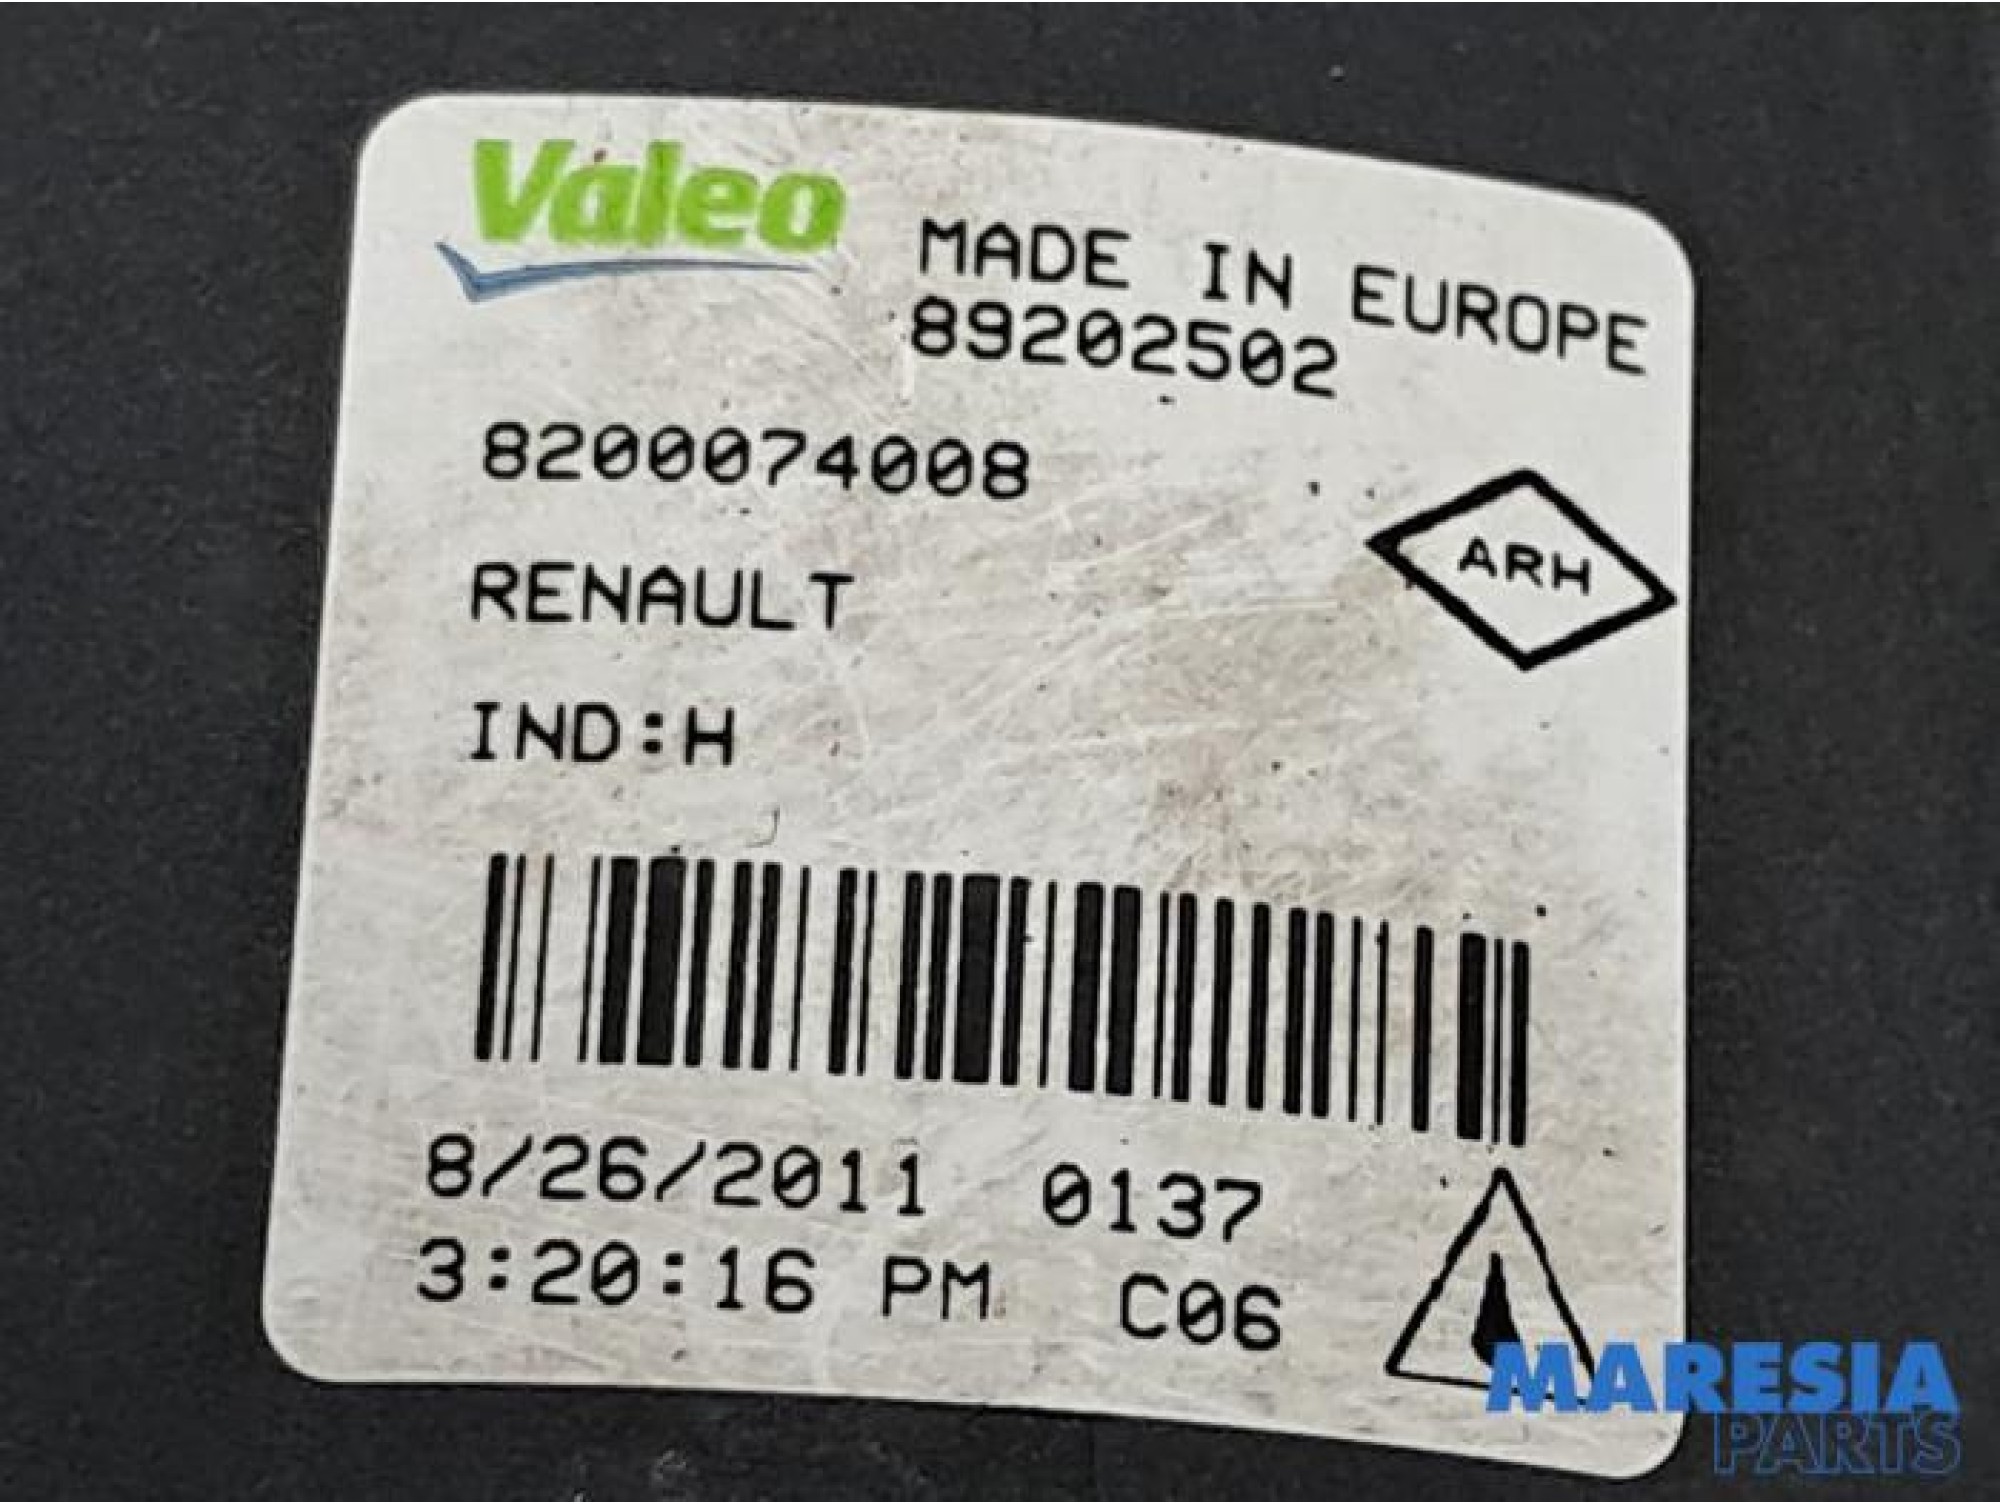 Valeo
MADE IN EUROPE
89202502
8200074008
RENAULT
ARH
IND:H
8/26/2011 0137
3:20:16 PM C06
MARESIA
PARTS